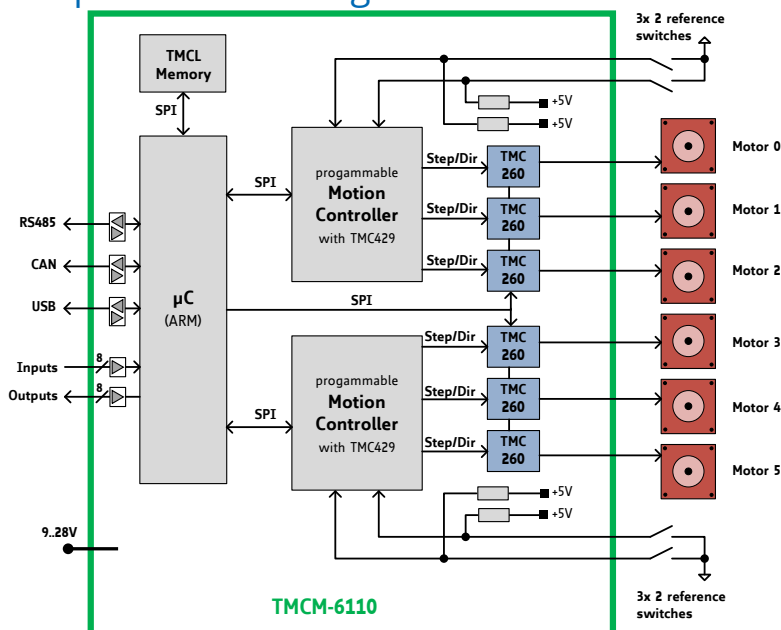 3x 2 reference
switches
TMCL
Memory
SPI
+5V
+5V
progammable
Motion
Controller
with TMC429
SPI
Step/Dir
TMC
260
Motor 0
Step/Dir
TMC
260
Motor 1
Step/Dir
TMC
260
Motor 2
RS485
CAN
USB
µC
(ARM)
SPI
Inputs
8
Outputs
8
progammable
Motion
Controller
with TMC429
SPI
Step/Dir
TMC
260
Motor 3
Step/Dir
TMC
260
Motor 4
Step/Dir
TMC
260
Motor 5
+5V
+5V
9..28V
TMCM-6110
3x 2 reference
switches